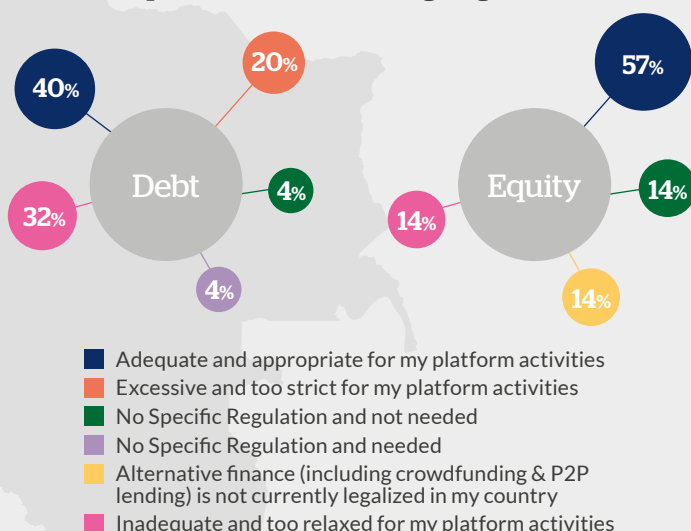 40%
20%
Debt
4%
32%
4%
57%
Equity
14%
14%
14%
Adequate and appropriate for my platform activities
Excessive and too strict for my platform activities
No Specific Regulation and not needed
No Specific Regulation and needed
Alternative finance (including crowdfunding & P2P
lending) is not currently legalized in my country
Inadequate and too relaxed for my platform activities